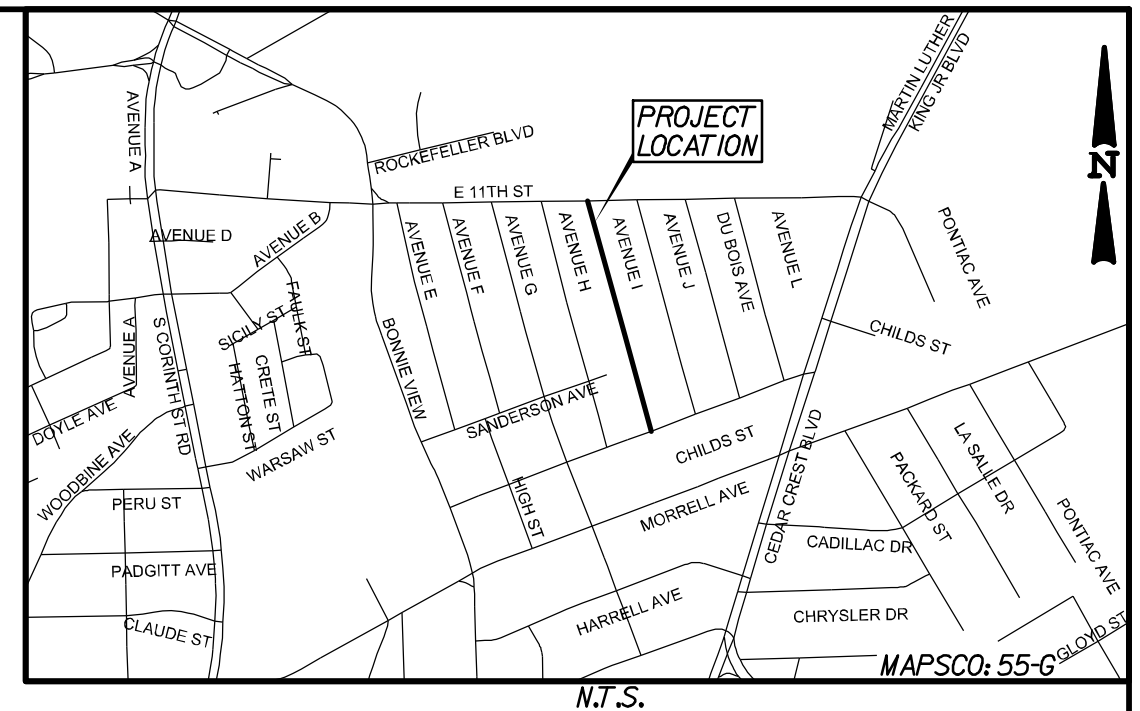 MARTIN LUTHER
KING JR BLVD
AVENUE A
ROCKEFELLER BLVD
PROJECT
LOCATION
N
E 11TH ST
AVENUE D
AVENUE B
AVENUE E
AVENUE F
AVENUE G
AVENUE H
AVENUE I
AVENUE J
DU BOIS AVE
AVENUE L
PONTIAC AVE
FAULK ST
SICILY ST
AVENUE A
S CORINTH ST RD
HATTON ST
CRETE ST
BONNIE VIEW
CHILDS ST
DOYLE AVE
WOODBINE AVE
WARSAW ST
SANDERSON AVE
CHILDS ST
CEDAR CREST BLVD
PACKARD ST
LA SALLE DR
PERU ST
HIGH ST
MORRELL AVE
PONTIAC AVE
PADGITT AVE
CADILLAC DR
CLAUDE ST
HARRELL AVE
CHRYSLER DR
GLOYD ST
MAPSCO: 55-G
N.T.S.